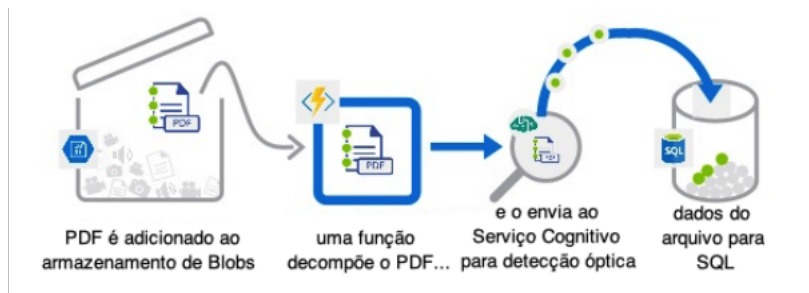 PDF
PDF
PDF
SQL
PDF é adicionado ao
armazenamento de Blobs
uma função
decompõe o PDF...
e o envia ao
Serviço Cognitivo
para detecção óptica
dados do
arquivo para
SQL